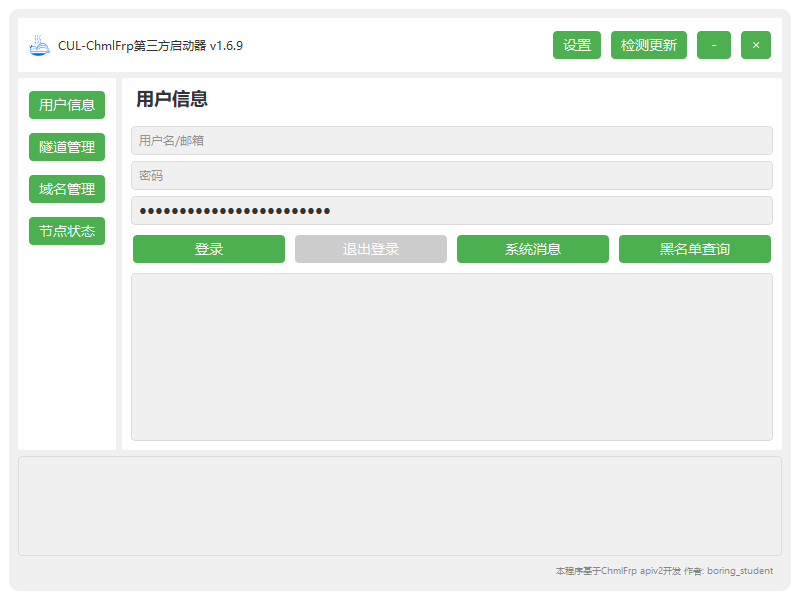 CUL-ChmlFrp第三方启动器 v1.6.9
设置 检测更新 - ×
用户信息
隧道管理
域名管理
节点状态
用户信息
用户名/邮箱
密码
●●●●●●●●●●●●●●●●●●●●●●●●
登录 退出登录 系统消息 黑名单查询
本程序基于ChmlFrp apiv2开发 作者: boring_student